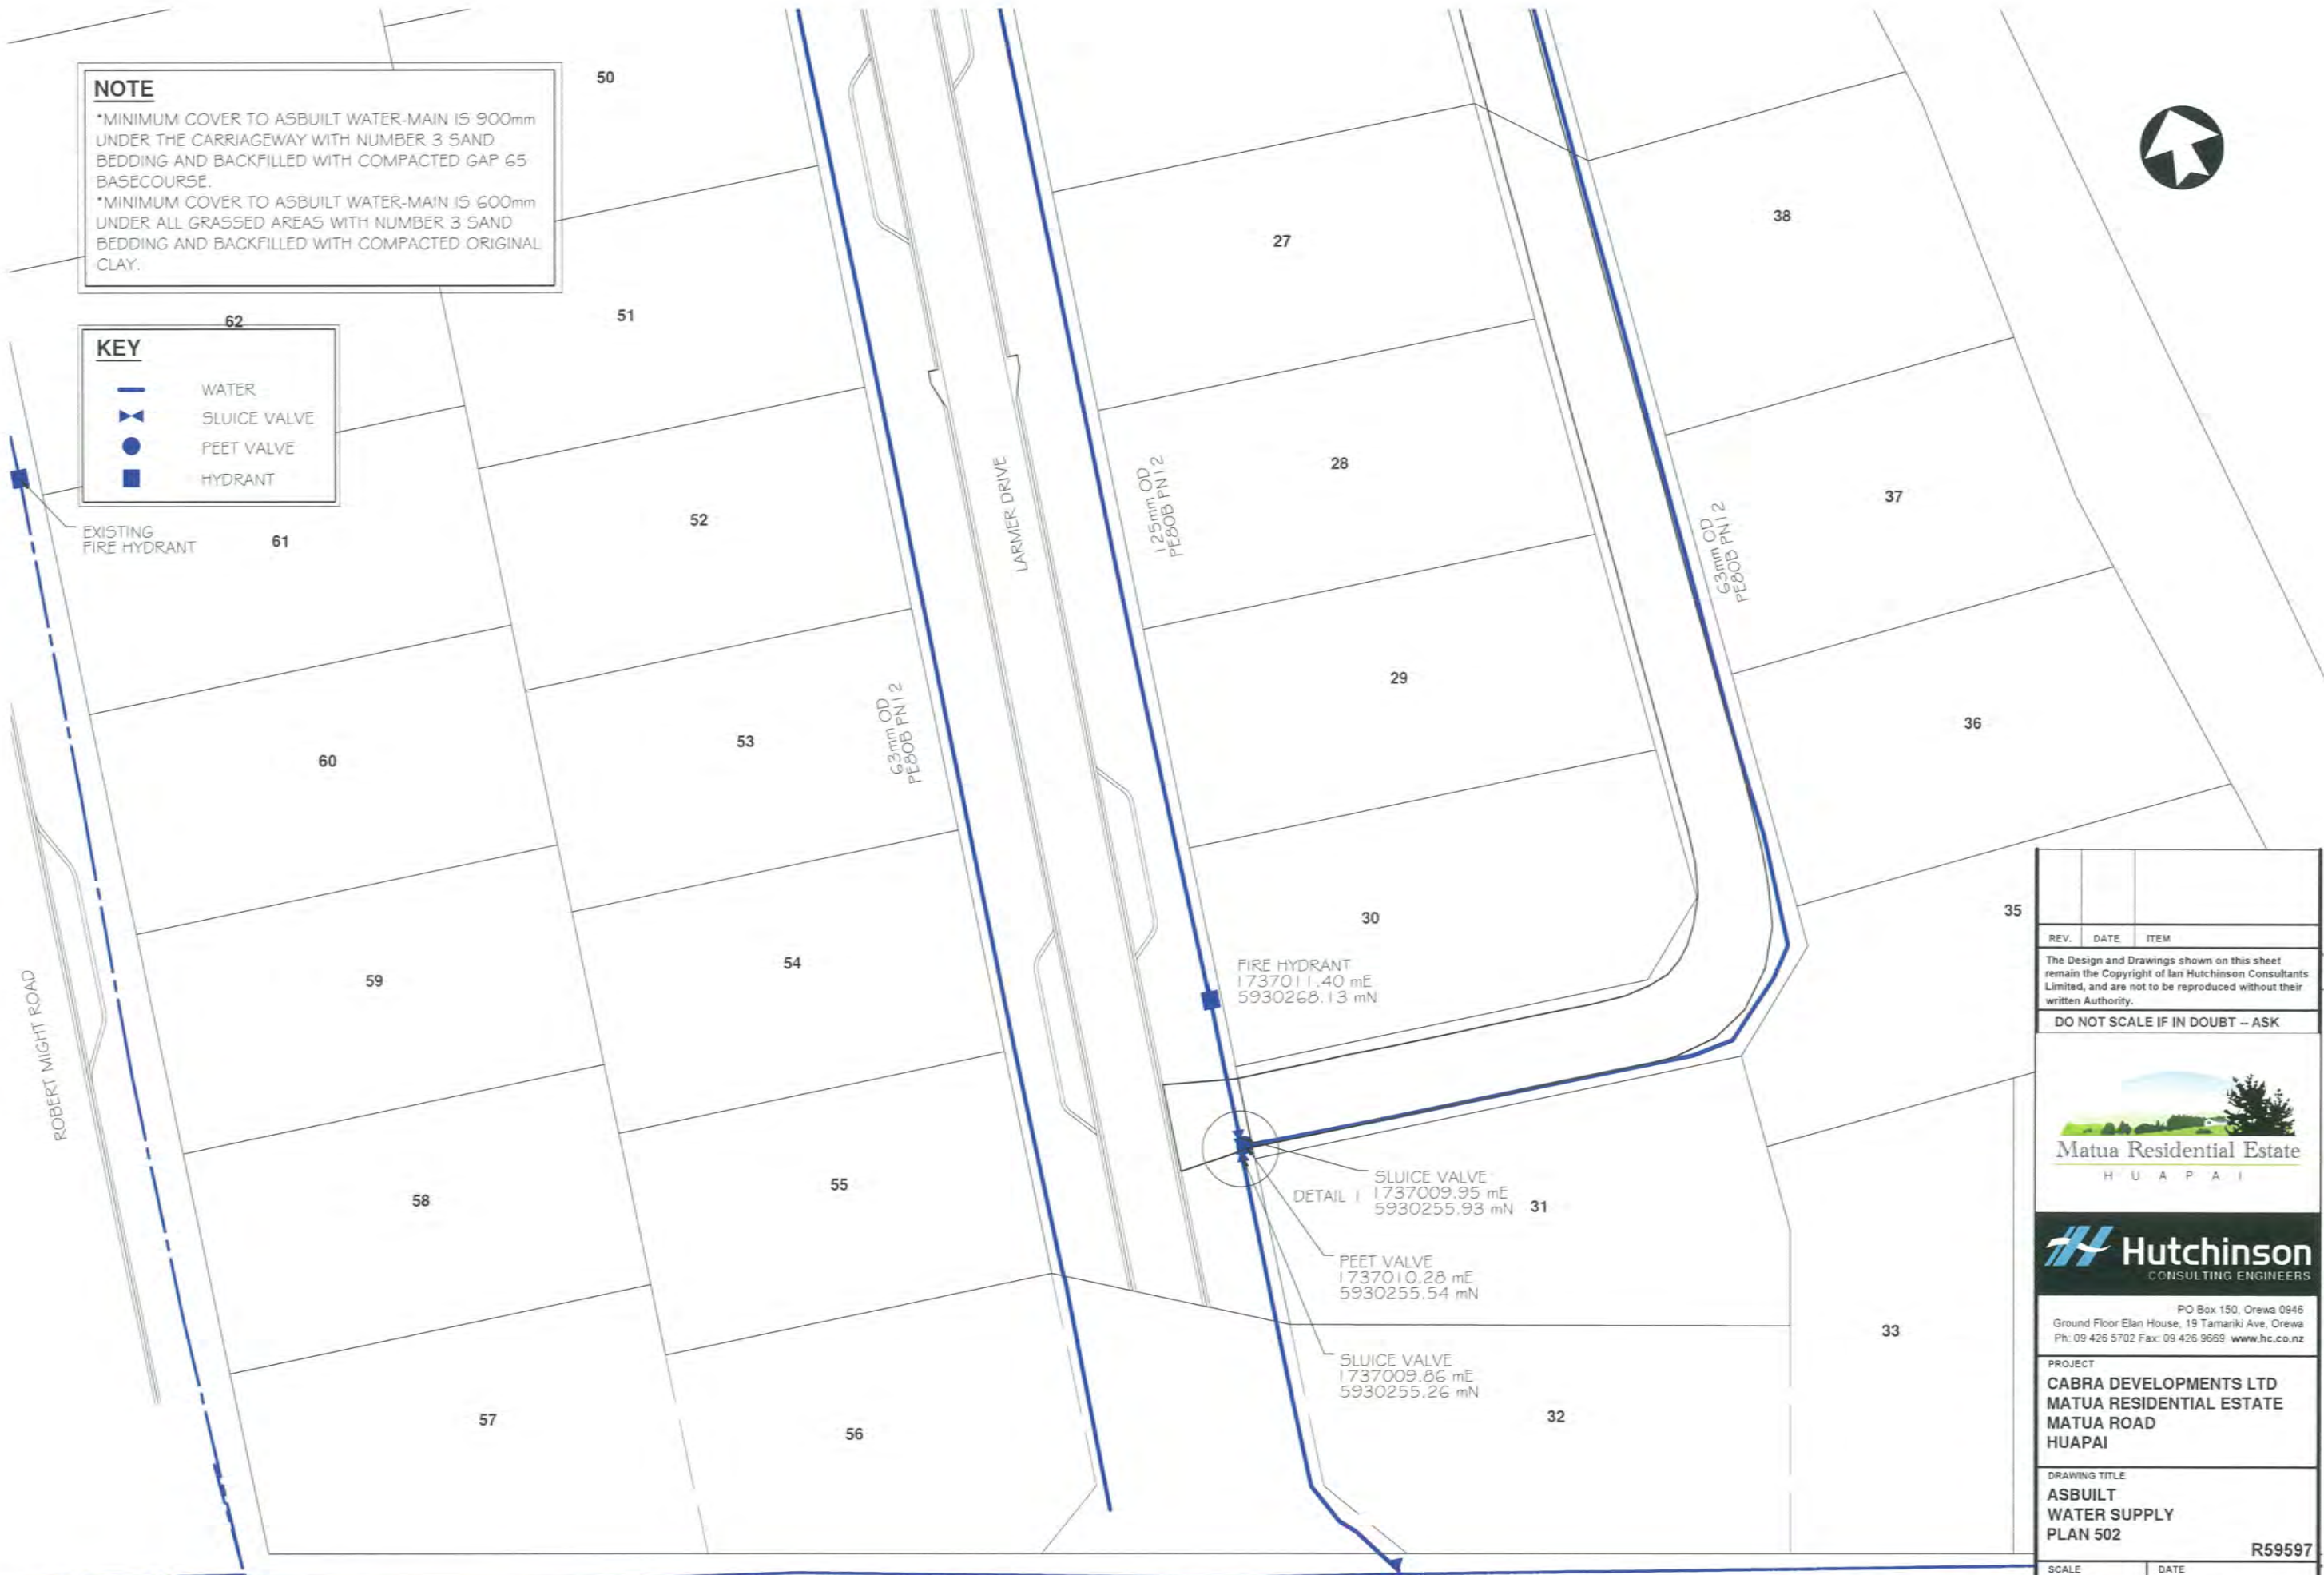 NOTE
*MINIMUM COVER TO ASBUILT WATER-MAIN IS 900mm
UNDER THE CARRIAGEWAY WITH NUMBER 3 SAND
BEDDING AND BACKFILLED WITH COMPACTED GAP 65
BASECOURSE.
*MINIMUM COVER TO ASBUILT WATER-MAIN IS 600mm
UNDER ALL GRASSED AREAS WITH NUMBER 3 SAND
BEDDING AND BACKFILLED WITH COMPACTED ORIGINAL
CLAY.
KEY
WATER
SLUICE VALVE
PEET VALVE
HYDRANT
EXISTING
FIRE HYDRANT
50
62
51
61
52
60
53
59
54
58
55
57
56
ROBERT MIGHT ROAD
63mm OD
PE80B PN12
LARMER DRIVE
125mm OD
PE80B PN12
27
28
29
30
63mm OD
PE80B PN12
38
37
36
35
FIRE HYDRANT
1737011.40 mE
5930268.13 mN
DETAIL 1
SLUICE VALVE
1737009.95 mE
5930255.93 mN
31
PEET VALVE
1737010.28 mE
5930255.54 mN
SLUICE VALVE
1737009.86 mE
5930255.26 mN
32
33
REV. DATE ITEM
The Design and Drawings shown on this sheet
remain the Copyright of Ian Hutchinson Consultants
Limited, and are not to be reproduced without their
written Authority.
DO NOT SCALE IF IN DOUBT -- ASK
Matua Residential Estate
HUAPAI
Hutchinson
CONSULTING ENGINEERS
PO Box 150, Orewa 0946
Ground Floor Elan House, 19 Tamariki Ave, Orewa
Ph: 09 426 5702 Fax: 09 426 9669 www.hc.co.nz
PROJECT
CABRA DEVELOPMENTS LTD
MATUA RESIDENTIAL ESTATE
MATUA ROAD
HUAPAI
DRAWING TITLE
ASBUILT
WATER SUPPLY
PLAN 502
R59597
SCALE DATE